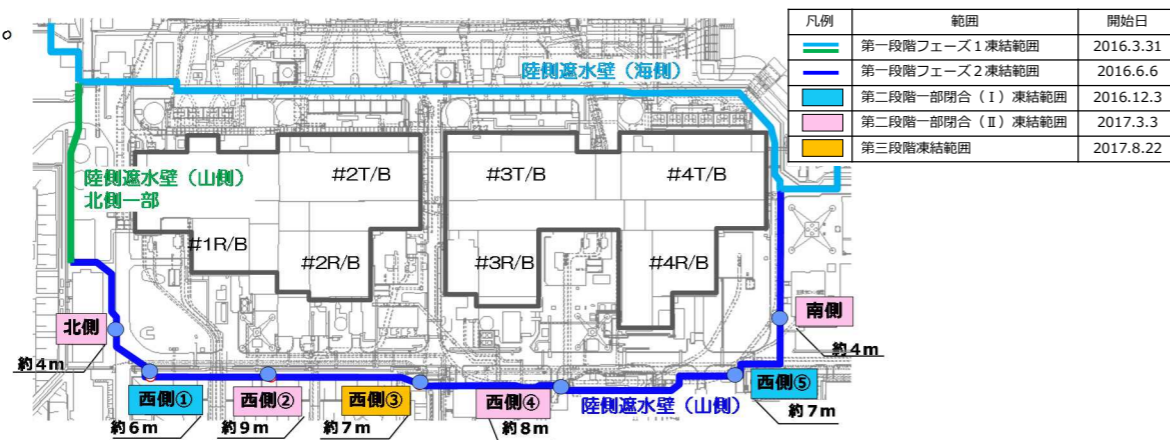 。
凡例 範囲 開始日
第一段階フェーズ1凍結範囲 2016.3.31
第一段階フェーズ2凍結範囲 2016.6.6
第二段階一部閉合（Ⅰ）凍結範囲 2016.12.3
第二段階一部閉合（Ⅱ）凍結範囲 2017.3.3
第三段階凍結範囲 2017.8.22
陸側遮水壁（海側）
陸側遮水壁（山側）
北側一部
#2T/B
#3T/B
#4T/B
#1R/B
#2R/B
#3R/B
#4R/B
北側
約4m
南側
約4m
西側①
約6m
西側②
約9m
西側③
約7m
西側④
約8m
陸側遮水壁（山側）
西側⑤
約7m